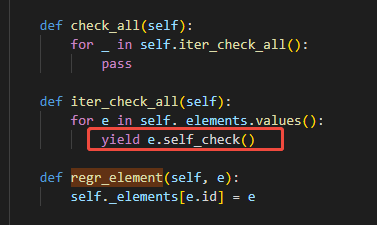 def check_all(self):
    for _ in self.iter_check_all():
        pass
def iter_check_all(self):
    for e in self._elements.values():
        yield e.self_check()
def regr_element(self, e):
    self._elements[e.id] = e